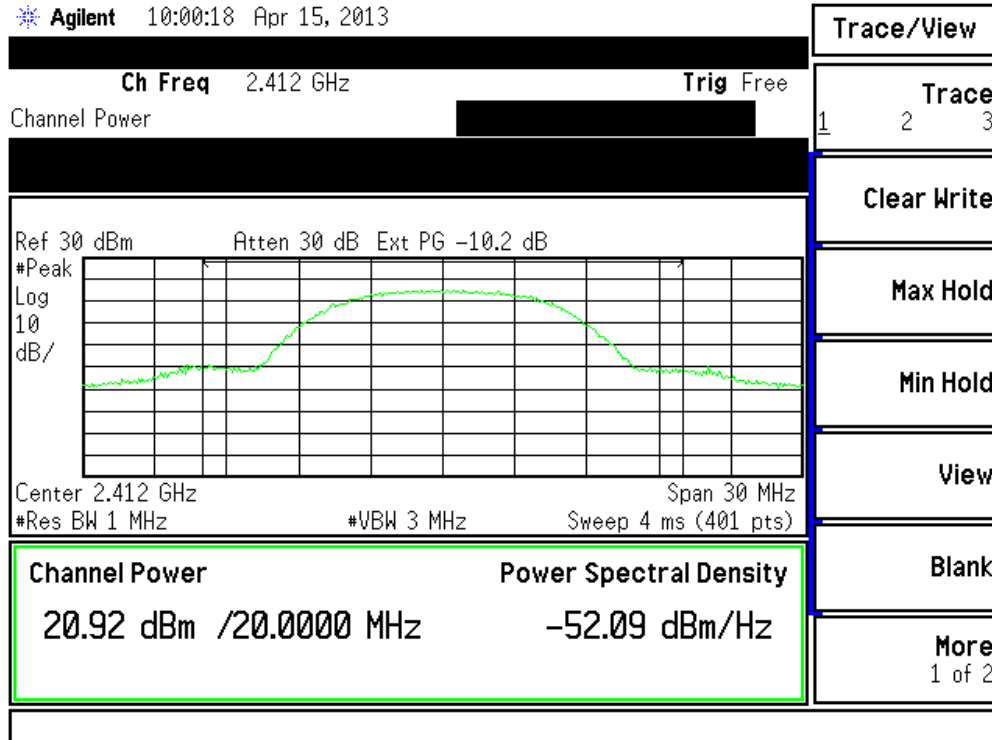 Agilent 10:00:18 Apr 15, 2013
Trace/View
Ch Freq 2.412 GHz Trig Free
Channel Power
Trace
1 2 3
Clear Write
Ref 30 dBm Atten 30 dB Ext PG -10.2 dB
#Peak
Log
10
dB/
Max Hold
Min Hold
View
Center 2.412 GHz Span 30 MHz
#Res BW 1 MHz #VBW 3 MHz Sweep 4 ms (401 pts)
Blank
Channel Power Power Spectral Density
20.92 dBm /20.0000 MHz -52.09 dBm/Hz
More
1 of 2